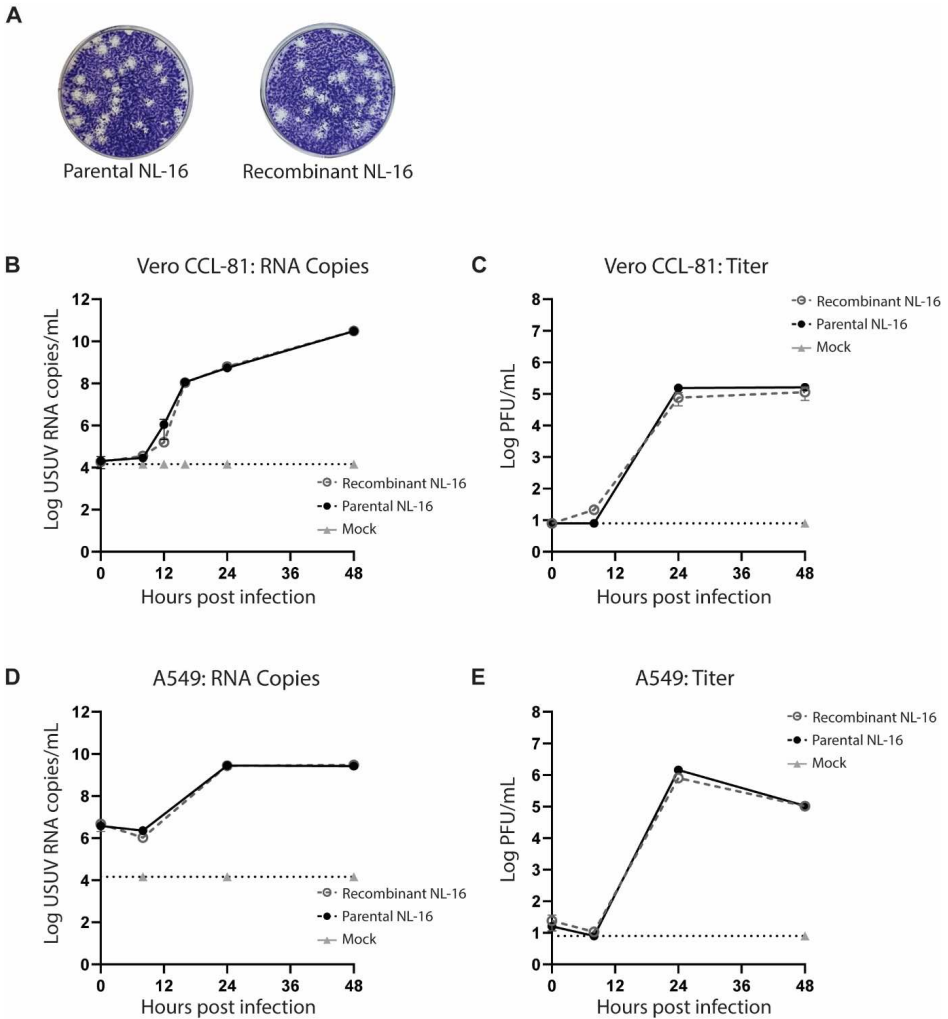 A
Parental NL-16
Recombinant NL-16
B
Vero CCL-81: RNA Copies
Log USUV RNA copies/mL
12
10
8
6
4
2
0
0 12 24 36 48
Hours post infection
Recombinant NL-16
Parental NL-16
Mock
C
Vero CCL-81: Titer
Log PFU/mL
8
7
6
5
4
3
2
1
0
0 12 24 36 48
Hours post infection
Recombinant NL-16
Parental NL-16
Mock
D
A549: RNA Copies
Log USUV RNA copies/mL
12
10
8
6
4
2
0
0 12 24 36 48
Hours post infection
Recombinant NL-16
Parental NL-16
Mock
E
A549: Titer
Log PFU/mL
8
7
6
5
4
3
2
1
0
0 12 24 36 48
Hours post infection
Recombinant NL-16
Parental NL-16
Mock